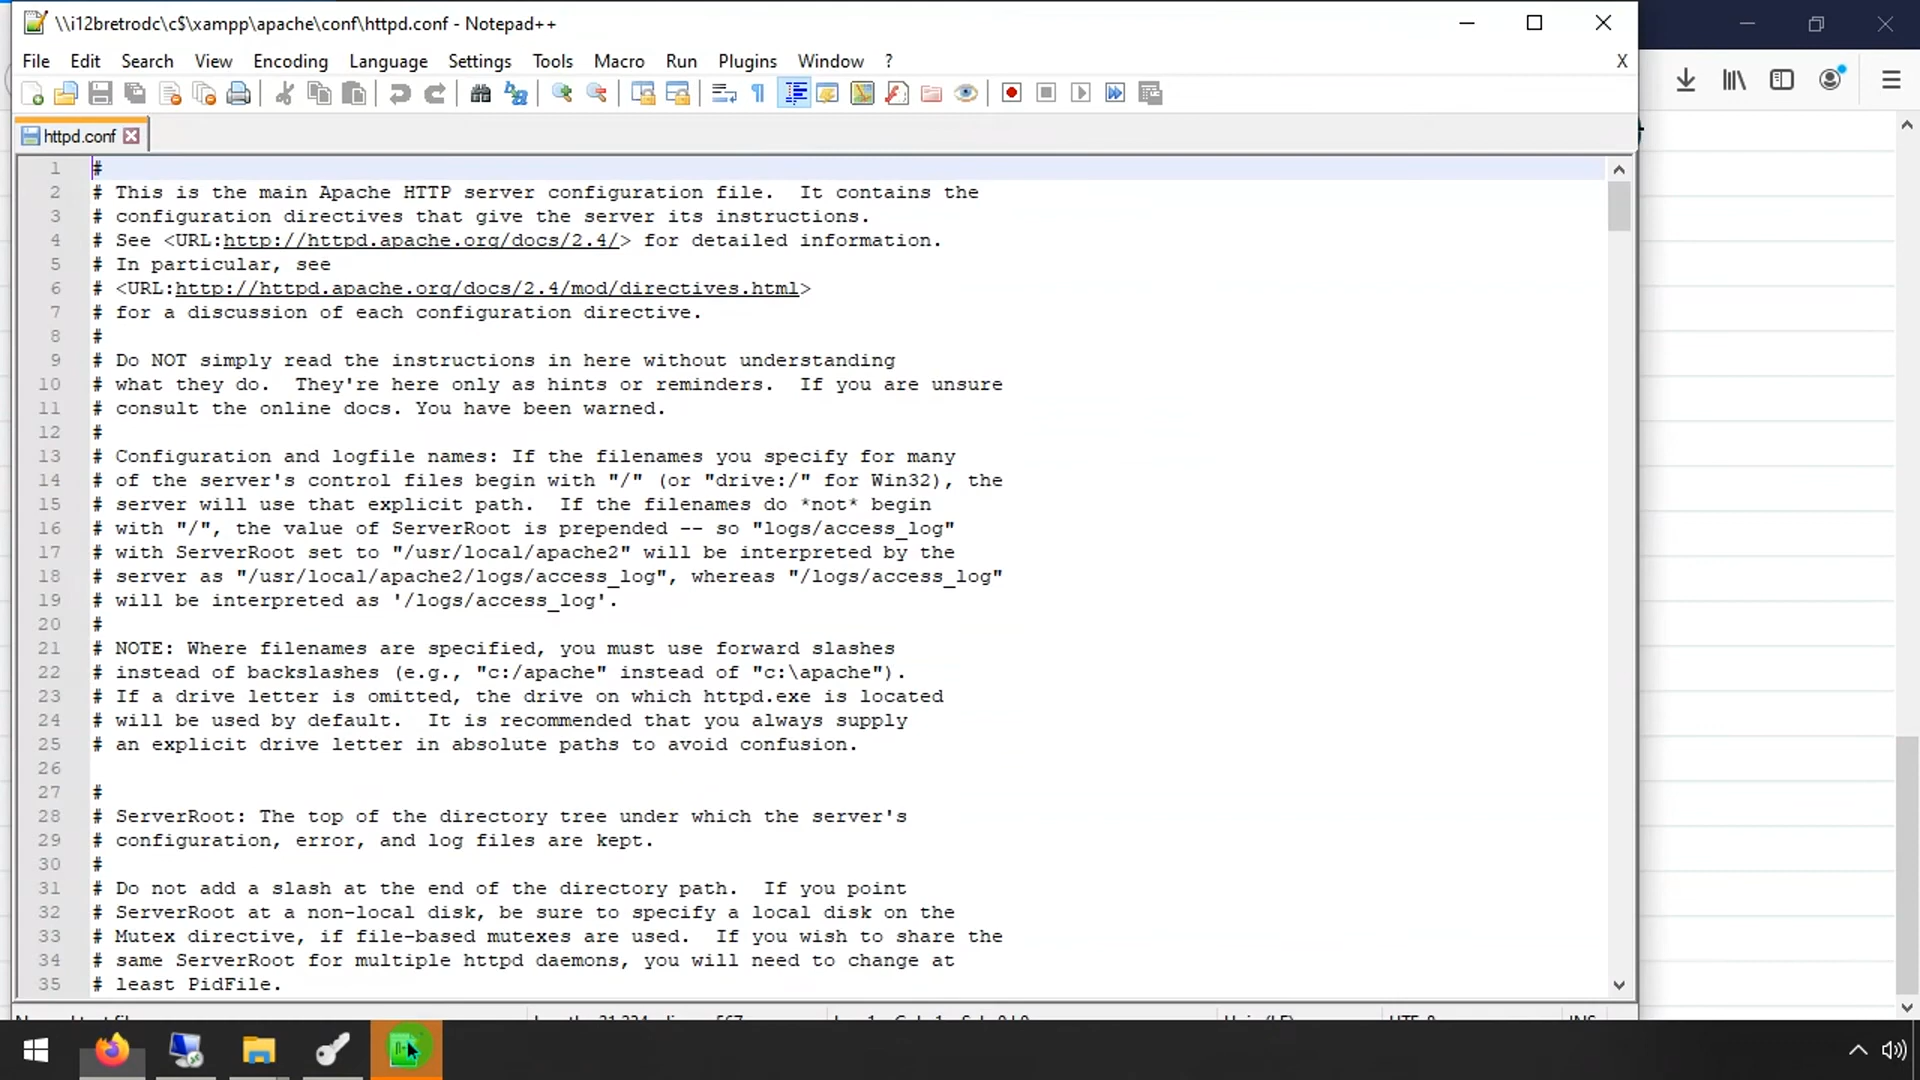 \\i12bretrodc\c$\xampp\apache\conf\httpd.conf - Notepad++
File Edit Search View Encoding Language Settings Tools Macro Run Plugins Window ? X
httpd.conf
1 #
2 # This is the main Apache HTTP server configuration file.  It contains the
3 # configuration directives that give the server its instructions.
4 # See <URL:http://httpd.apache.org/docs/2.4/> for detailed information.
5 # In particular, see
6 # <URL:http://httpd.apache.org/docs/2.4/mod/directives.html>
7 # for a discussion of each configuration directive.
8 #
9 # Do NOT simply read the instructions in here without understanding
10 # what they do.  They're here only as hints or reminders.  If you are unsure
11 # consult the online docs. You have been warned.
12 #
13 # Configuration and logfile names: If the filenames you specify for many
14 # of the server's control files begin with "/" (or "drive:/" for Win32), the
15 # server will use that explicit path.  If the filenames do *not* begin
16 # with "/", the value of ServerRoot is prepended -- so "logs/access_log"
17 # with ServerRoot set to "/usr/local/apache2" will be interpreted by the
18 # server as "/usr/local/apache2/logs/access_log", whereas "/logs/access_log"
19 # will be interpreted as '/logs/access_log'.
20 #
21 # NOTE: Where filenames are specified, you must use forward slashes
22 # instead of backslashes (e.g., "c:/apache" instead of "c:\apache").
23 # If a drive letter is omitted, the drive on which httpd.exe is located
24 # will be used by default.  It is recommended that you always supply
25 # an explicit drive letter in absolute paths to avoid confusion.
26
27 #
28 # ServerRoot: The top of the directory tree under which the server's
29 # configuration, error, and log files are kept.
30 #
31 # Do not add a slash at the end of the directory path.  If you point
32 # ServerRoot at a non-local disk, be sure to specify a local disk on the
33 # Mutex directive, if file-based mutexes are used.  If you wish to share the
34 # same ServerRoot for multiple httpd daemons, you will need to change at
35 # least PidFile.